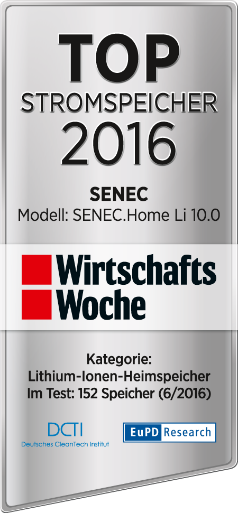 TOP
STROMSPEICHER
2016
SENEC
Modell: SENEC.Home Li 10.0
Wirtschafts
Woche
Kategorie:
Lithium-Ionen-Heimspeicher
Im Test: 152 Speicher (6/2016)
DCTI
Deutsches CleanTech Institut
EuPD Research